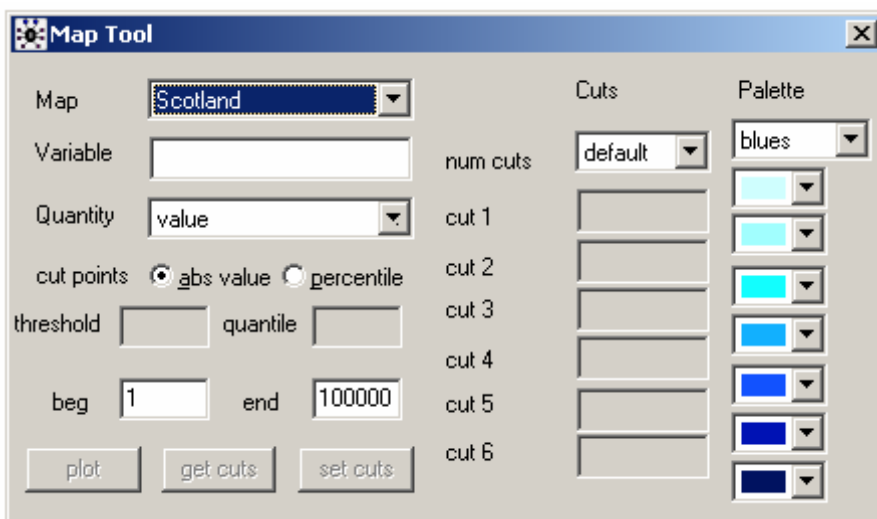 Map Tool
Map Scotland
Variable
Quantity value
cut points abs value percentile
threshold quantile
beg 1 end 100000
plot get cuts set cuts
Cuts Palette
num cuts default blues
cut 1
cut 2
cut 3
cut 4
cut 5
cut 6